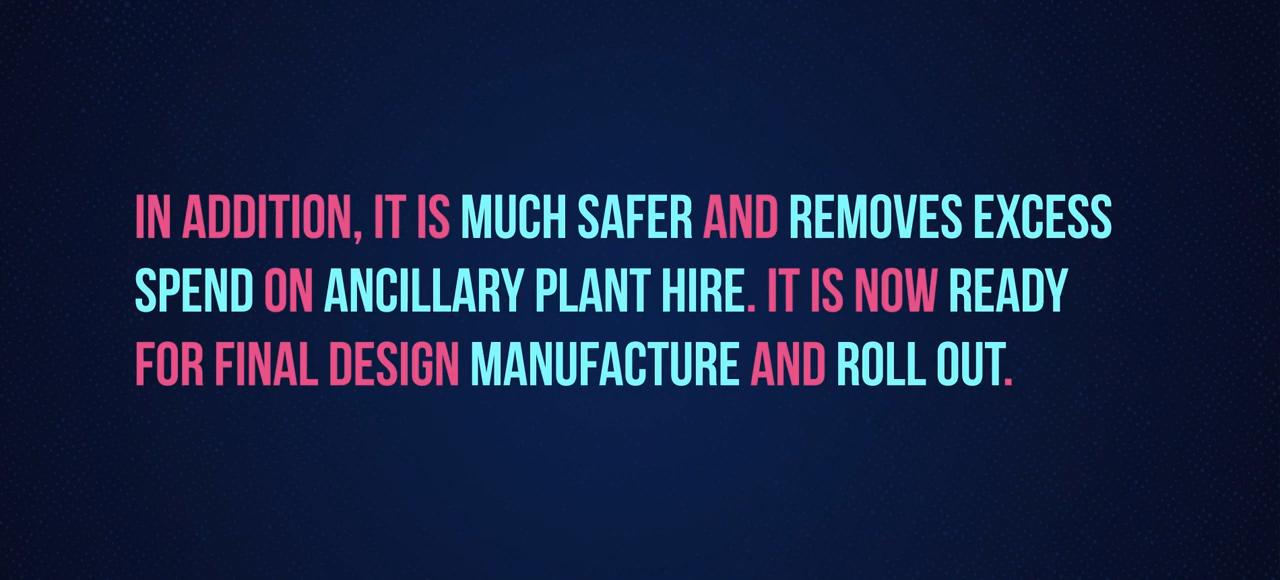 IN ADDITION, IT IS MUCH SAFER AND REMOVES EXCESS
SPEND ON ANCILLARY PLANT HIRE. IT IS NOW READY
FOR FINAL DESIGN MANUFACTURE AND ROLL OUT.